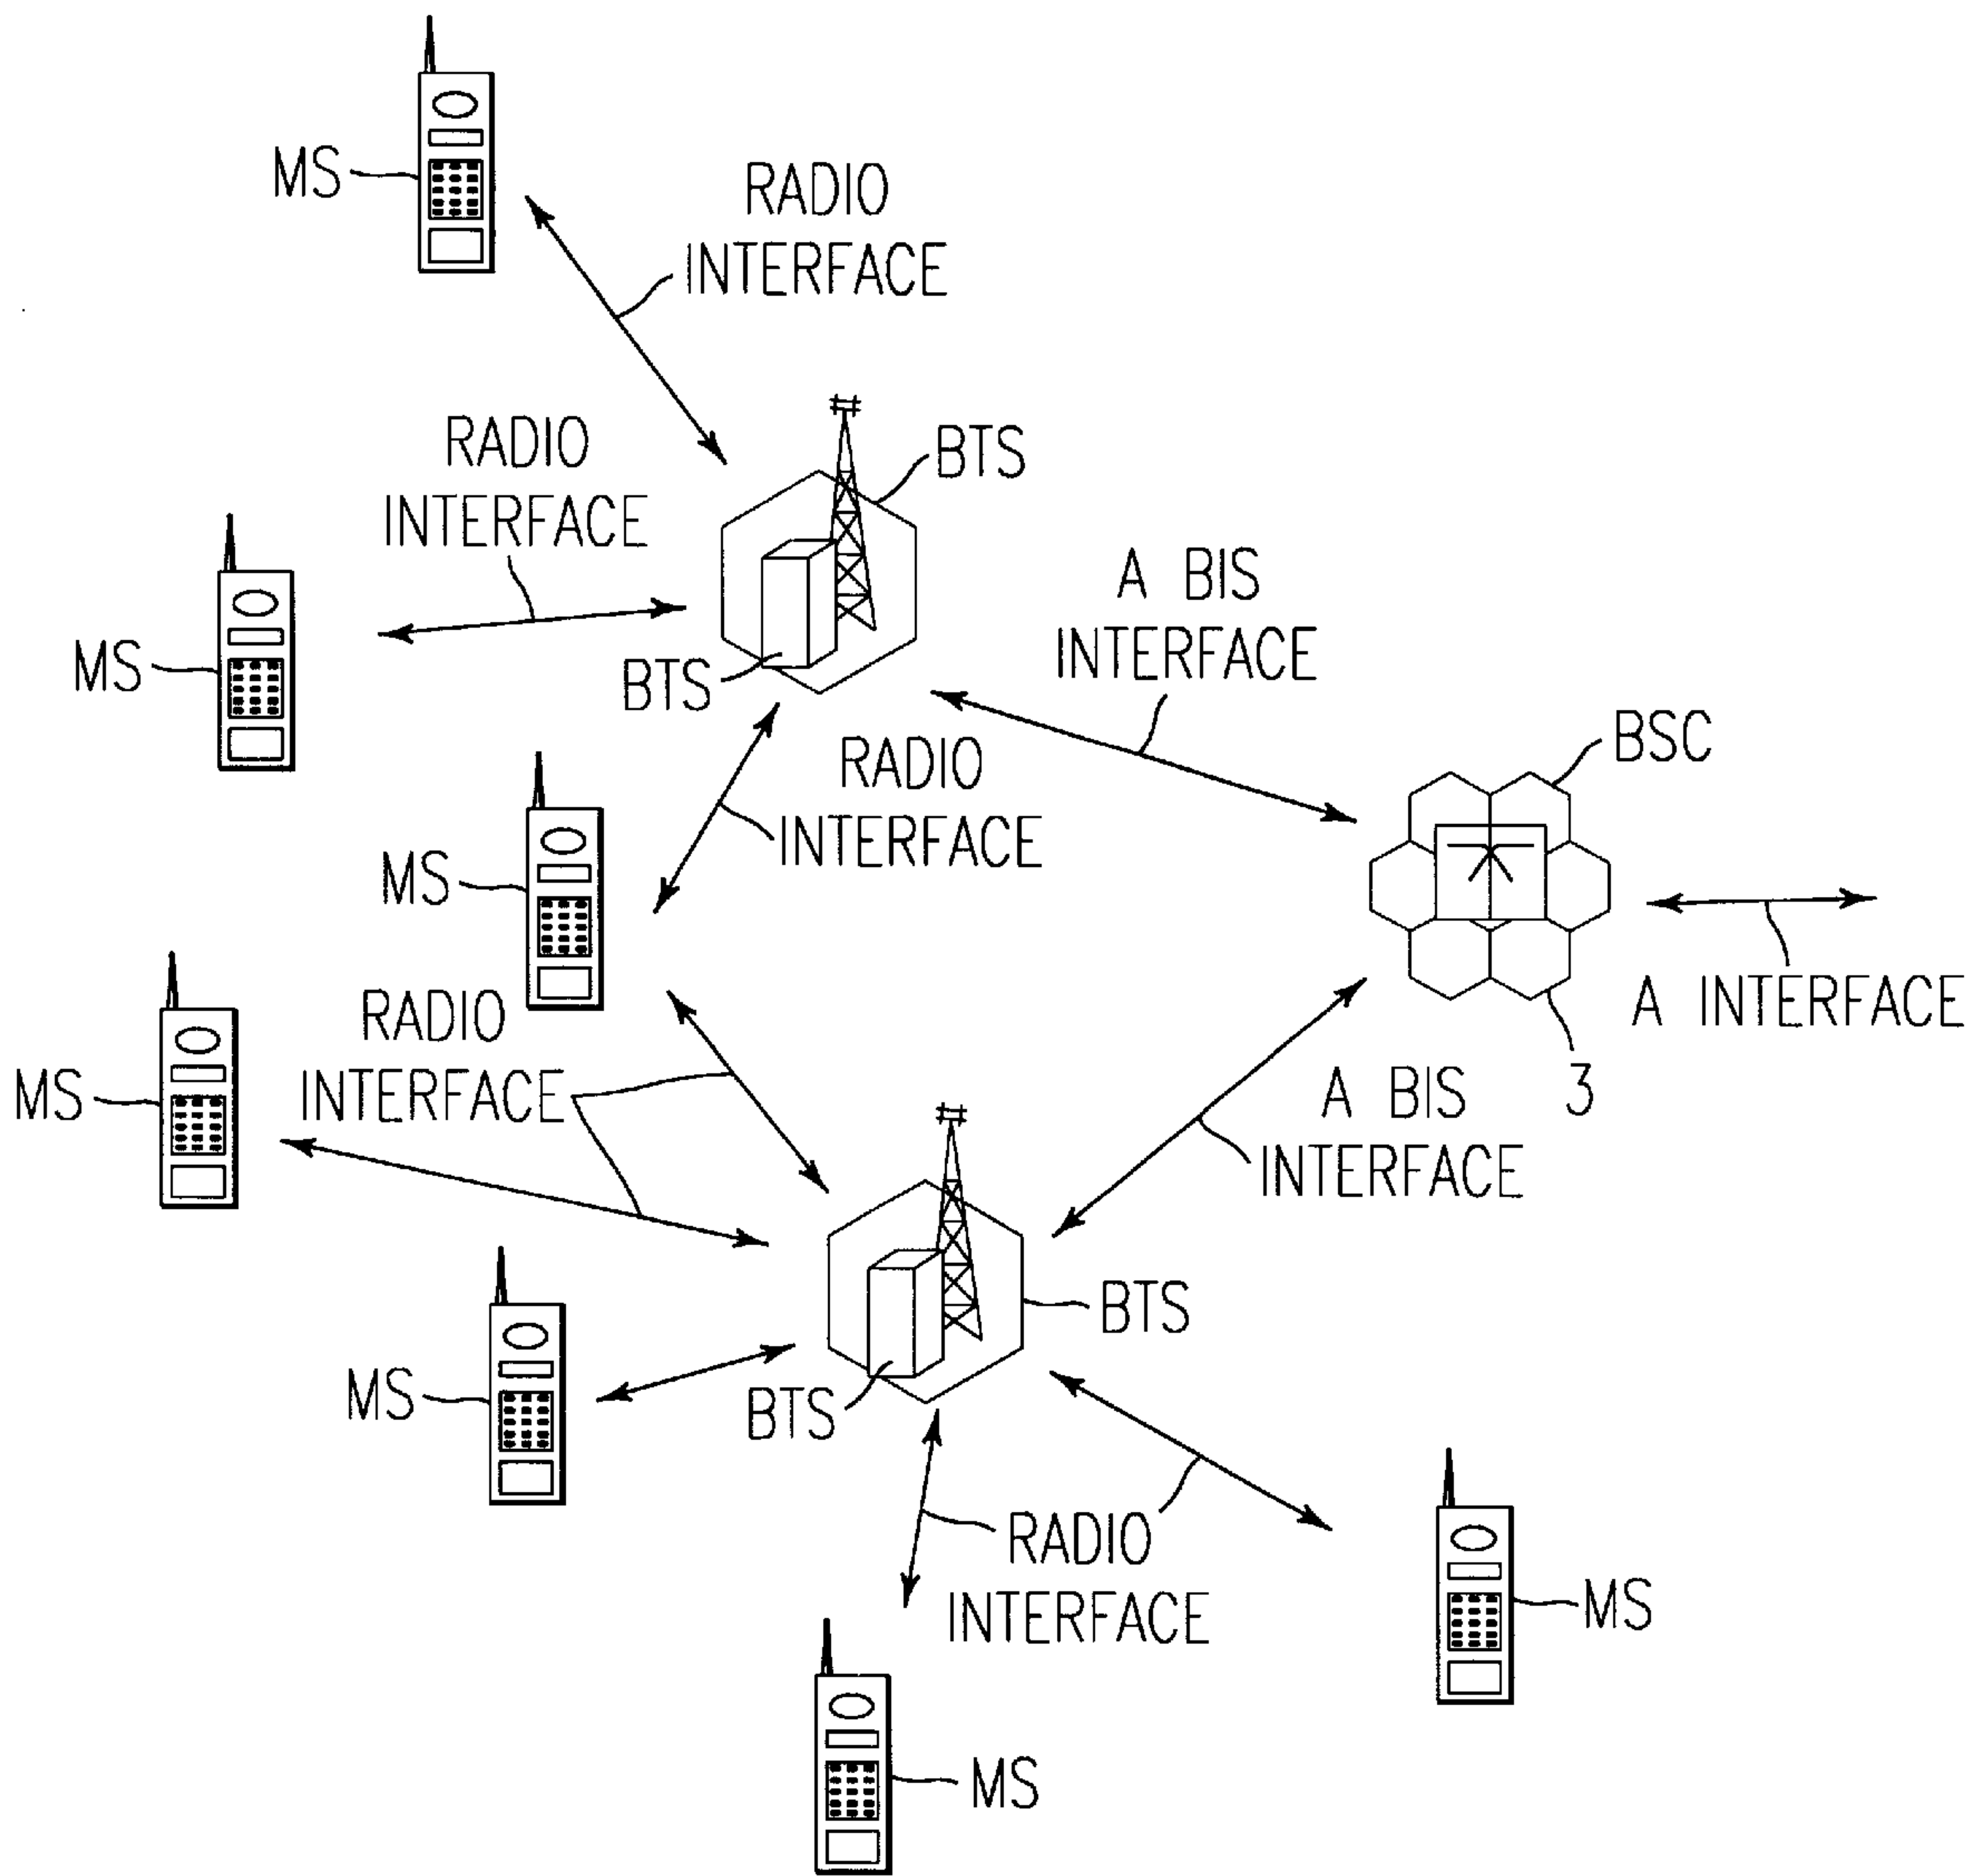 MS
RADIO
INTERFACE
RADIO
INTERFACE
BTS
MS
BTS
A BIS
INTERFACE
RADIO
INTERFACE
BSC
MS
RADIO
INTERFACE
A INTERFACE
3
MS
A BIS
INTERFACE
BTS
MS
BTS
RADIO
INTERFACE
MS
MS